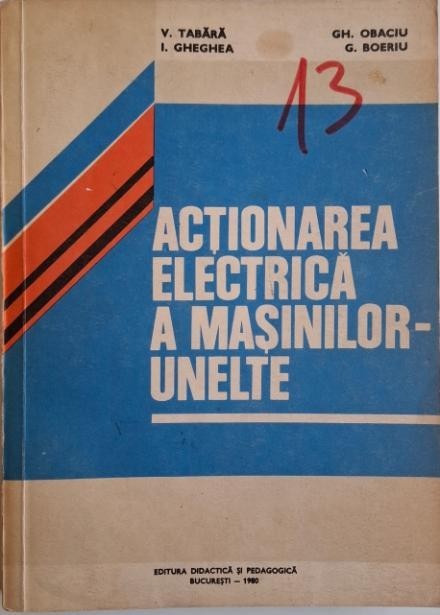 V. TABĂRĂ GH. OBACIU
I. GHEGHEA G. BOERIU
13
ACȚIONAREA
ELECTRICĂ
A MAȘINILOR-
UNELTE
EDITURA DIDACTICĂ ȘI PEDAGOGICĂ
BUCUREȘTI — 1980